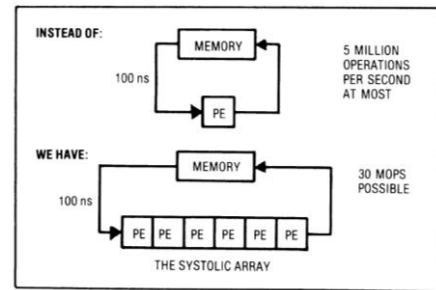 INSTEAD OF:
MEMORY
100 ns
PE
5 MILLION
OPERATIONS
PER SECOND
AT MOST
WE HAVE:
MEMORY
100 ns
PE PE PE PE PE PE
30 MOPS
POSSIBLE
THE SYSTOLIC ARRAY